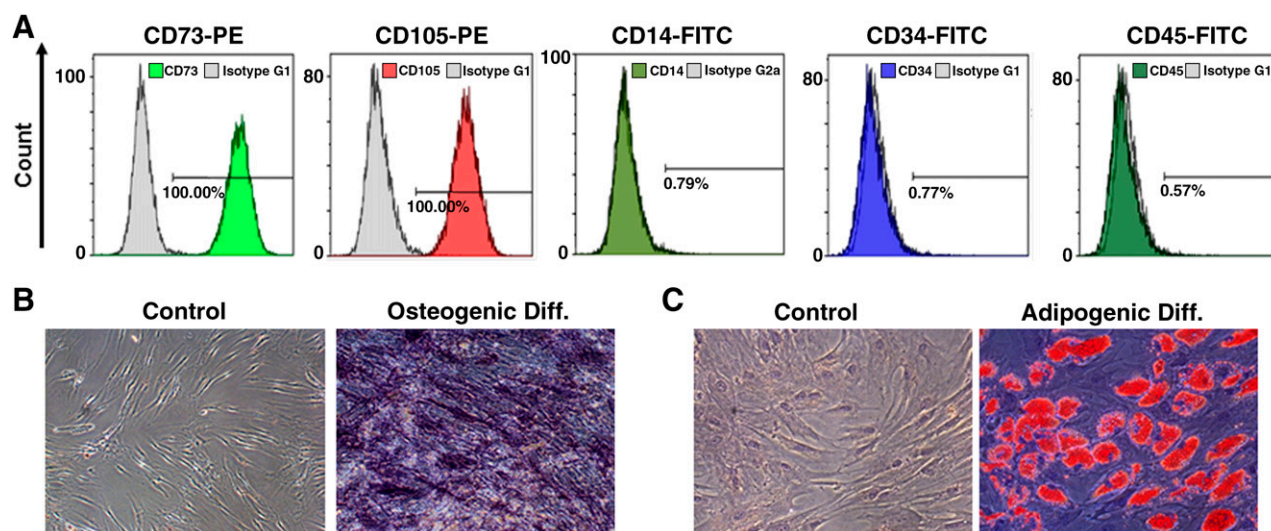 A
CD73-PE
CD105-PE
CD14-FITC
CD34-FITC
CD45-FITC
Count
100
CD73 Isotype G1
100.00%
0
80
CD105 Isotype G1
100.00%
0
100
CD14 Isotype G2a
0.79%
0
80
CD34 Isotype G1
0.77%
0
80
CD45 Isotype G1
0.57%
0
B
Control
Osteogenic Diff.
C
Control
Adipogenic Diff.